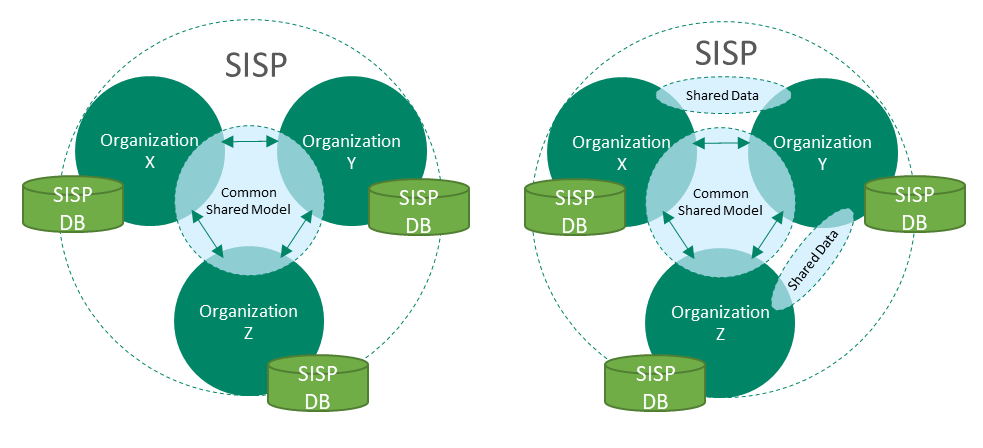 SISP
Organization
X
Organization
Y
Common
Shared Model
SISP
DB
SISP
DB
Organization
Z
SISP
DB
SISP
Shared Data
Organization
X
Organization
Y
Common
Shared Model
SISP
DB
SISP
DB
Shared Data
Organization
Z
SISP
DB